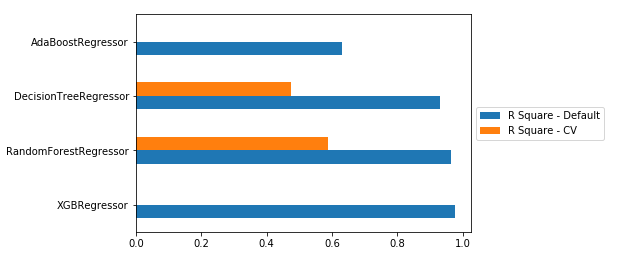 AdaBoostRegressor
DecisionTreeRegressor
RandomForestRegressor
XGBRegressor
0.0 0.2 0.4 0.6 0.8 1.0
R Square - Default
R Square - CV